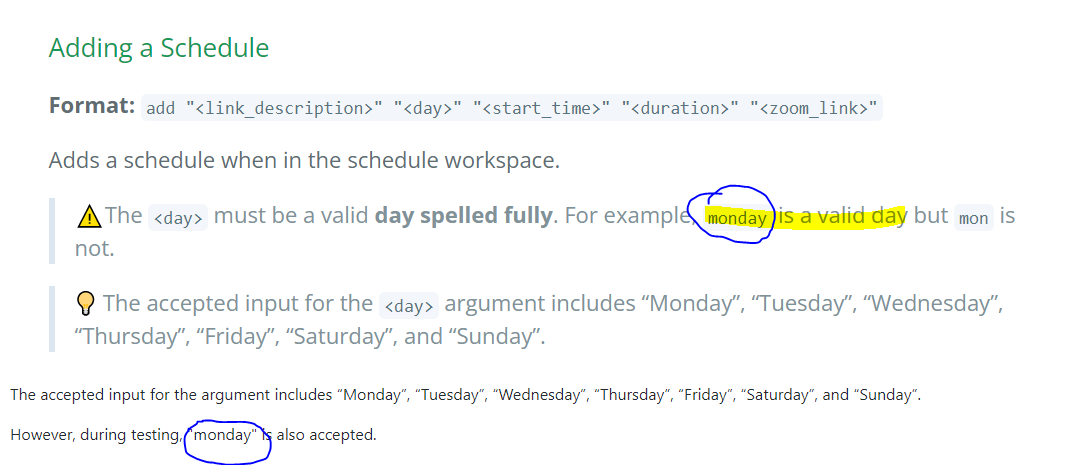 Adding a Schedule
Format: add "<link_description>" "<day>" "<start_time>" "<duration>" "<zoom_link>"
Adds a schedule when in the schedule workspace.
The <day> must be a valid day spelled fully. For example, monday is a valid day but mon is
not.
The accepted input for the <day> argument includes “Monday”, “Tuesday”, “Wednesday”,
“Thursday”, “Friday”, “Saturday”, and “Sunday”.
The accepted input for the argument includes “Monday”, “Tuesday”, “Wednesday”, “Thursday”, “Friday”, “Saturday”, and “Sunday”.
However, during testing, "monday" is also accepted.